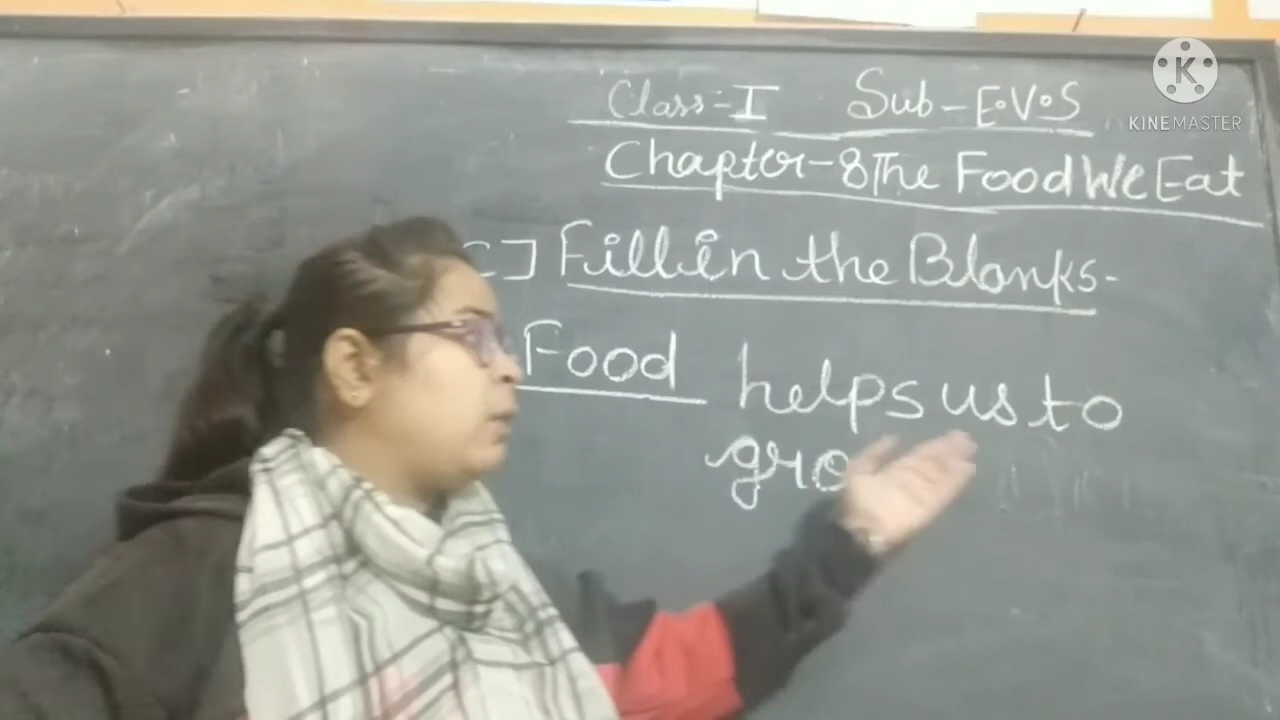 Class-I Sub-E.V.S
KINEMASTER
Chapter-8 The Food We Eat
C] Fill in the Blanks-
Food helps us to